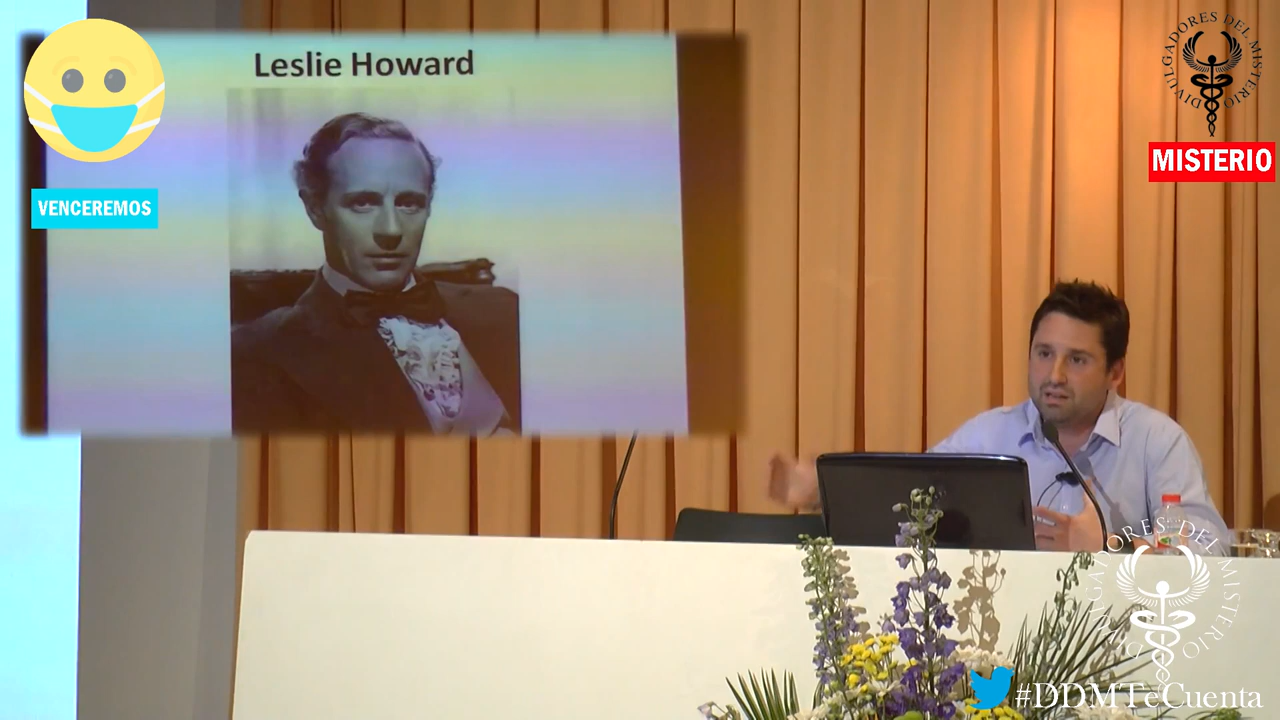 Leslie Howard
VENCEREMOS
DIVULGADORES DEL MISTERIO
MISTERIO
DIVULGADORES DEL MISTERIO
#DDMTeCuenta